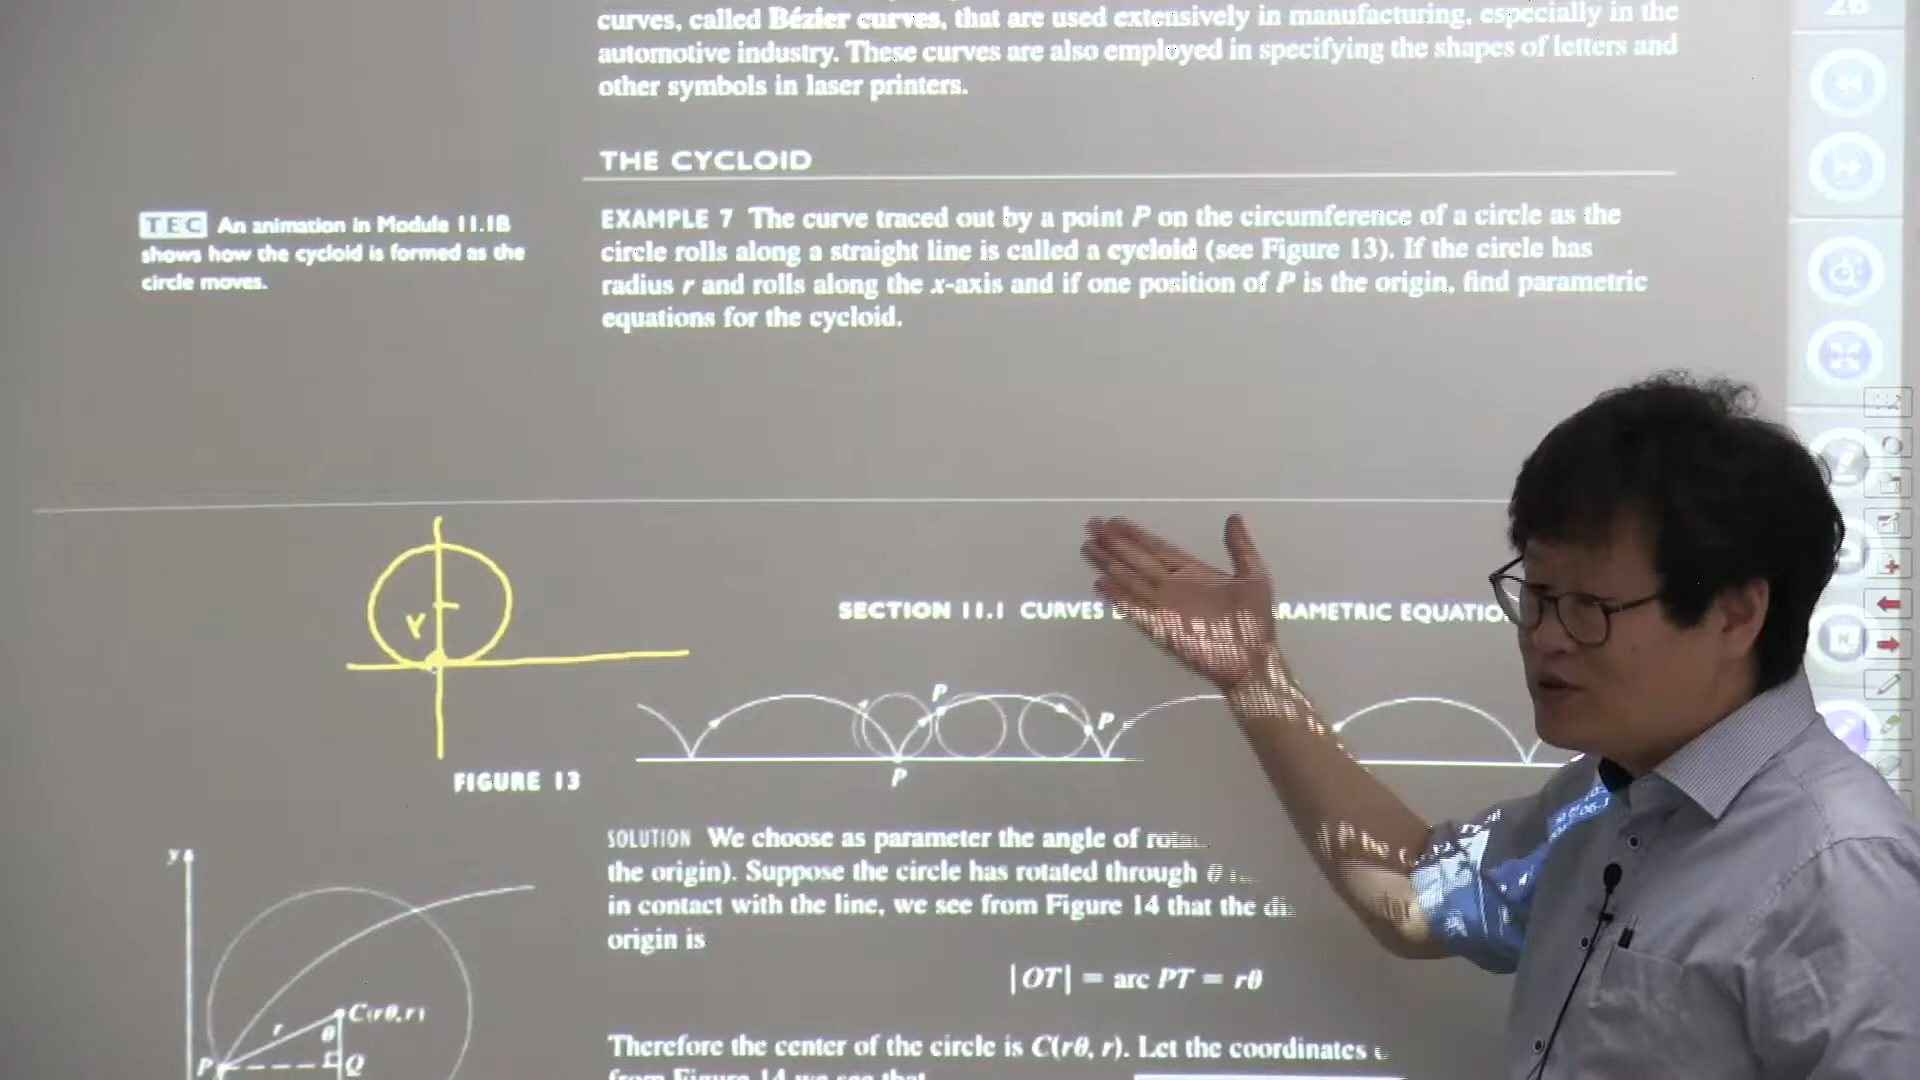 26
curves, called Bézier curves, that are used extensively in manufacturing, especially in the
automotive industry. These curves are also employed in specifying the shapes of letters and
other symbols in laser printers.
THE CYCLOID
TEC An animation in Module 11.1B
shows how the cycloid is formed as the
circle moves.
EXAMPLE 7 The curve traced out by a point P on the circumference of a circle as the
circle rolls along a straight line is called a cycloid (see Figure 13). If the circle has
radius r and rolls along the x-axis and if one position of P is the origin, find parametric
equations for the cycloid.
r
SECTION 11.1 CURVES
P
P
P
FIGURE 13
SOLUTION We choose as parameter the angle of
the origin). Suppose the circle has rotated through θ
in contact with the line, we see from Figure 14 that the
origin is
|OT| = arc PT = rθ
Therefore the center of the circle is C(rθ, r). Let the coordinates
from Figure 14 we see that
y
C(rθ, r)
r
θ
P
Q